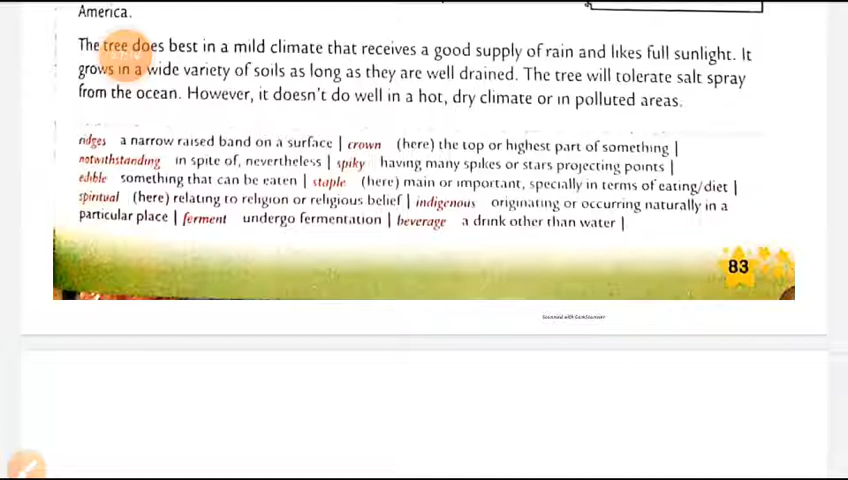 America.
The tree does best in a mild climate that receives a good supply of rain and likes full sunlight. It
grows in a wide variety of soils as long as they are well drained. The tree will tolerate salt spray
from the ocean. However, it doesn't do well in a hot, dry climate or in polluted areas.
ridges a narrow raised band on a surface | crown (here) the top or highest part of something |
notwithstanding in spite of, nevertheless | spiky having many spikes or stars projecting points |
edible something that can be eaten | staple (here) main or important, specially in terms of eating/diet |
spiritual (here) relating to religion or religious belief | indigenous originating or occurring naturally in a
particular place | ferment undergo fermentation | beverage a drink other than water |
83
Scanned with CamScanner